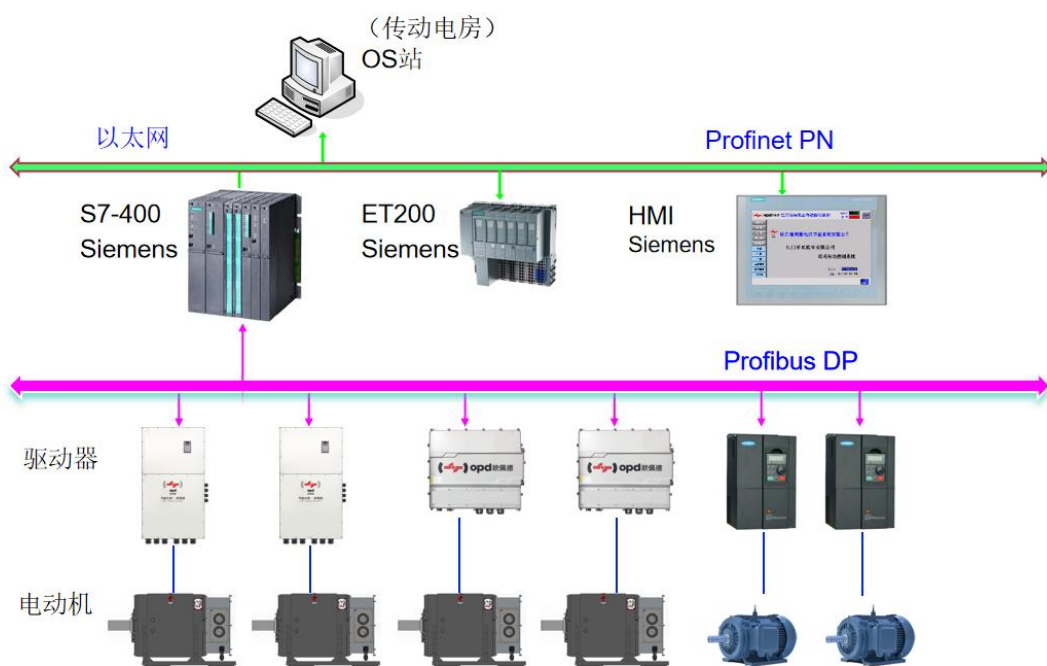 （传动电房）
OS站
以太网
Profinet PN
S7-400
Siemens
ET200
Siemens
HMI
Siemens
Profibus DP
驱动器
opd
opd
opd欧佩德
opd欧佩德
电动机